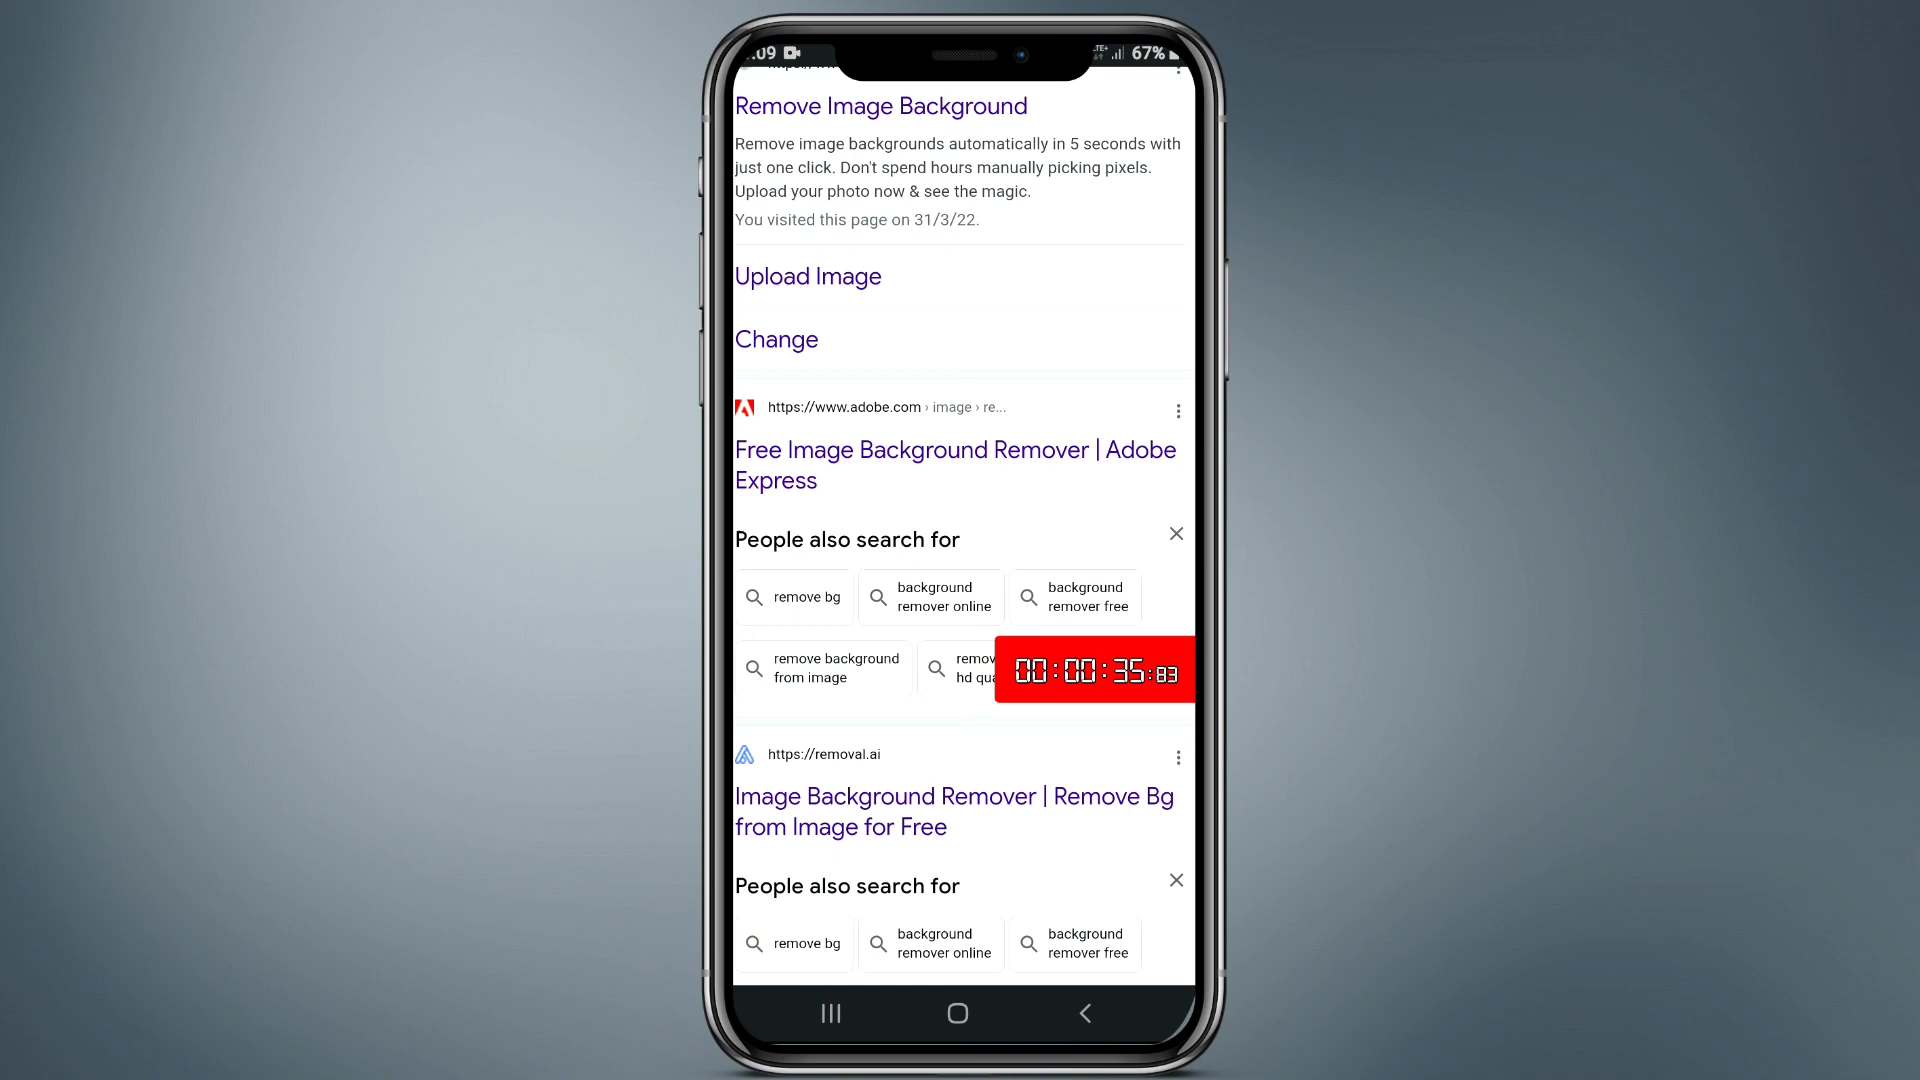 :09
LTE+
67%
Remove Image Background
Remove image backgrounds automatically in 5 seconds with
just one click. Don't spend hours manually picking pixels.
Upload your photo now & see the magic.
You visited this page on 31/3/22.
Upload Image
Change
https://www.adobe.com › image › re...
Free Image Background Remover | Adobe
Express
People also search for
remove bg
background
remover online
background
remover free
remove background
from image
remov
hd qua
00:00:35:83
https://removal.ai
Image Background Remover | Remove Bg
from Image for Free
People also search for
remove bg
background
remover online
background
remover free